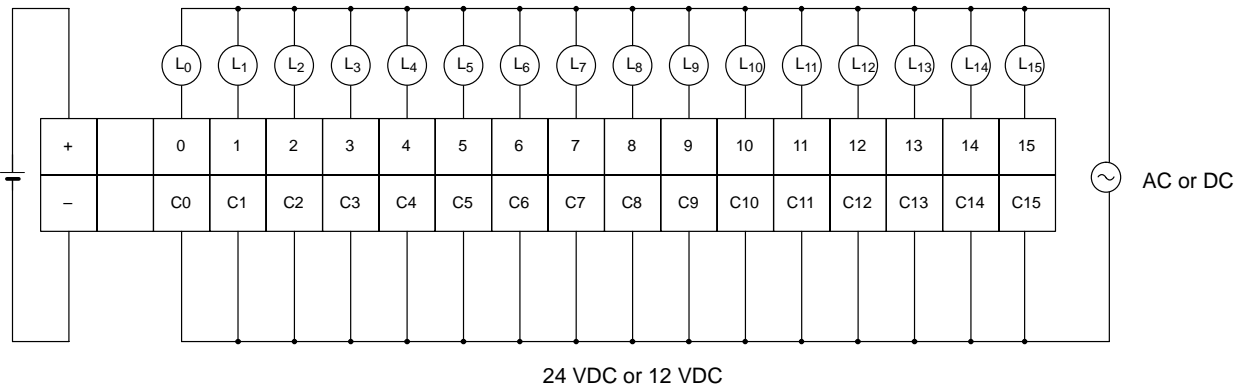 L0 L1 L2 L3 L4 L5 L6 L7 L8 L9 L10 L11 L12 L13 L14 L15
+ 0 1 2 3 4 5 6 7 8 9 10 11 12 13 14 15
– C0 C1 C2 C3 C4 C5 C6 C7 C8 C9 C10 C11 C12 C13 C14 C15
AC or DC
24 VDC or 12 VDC